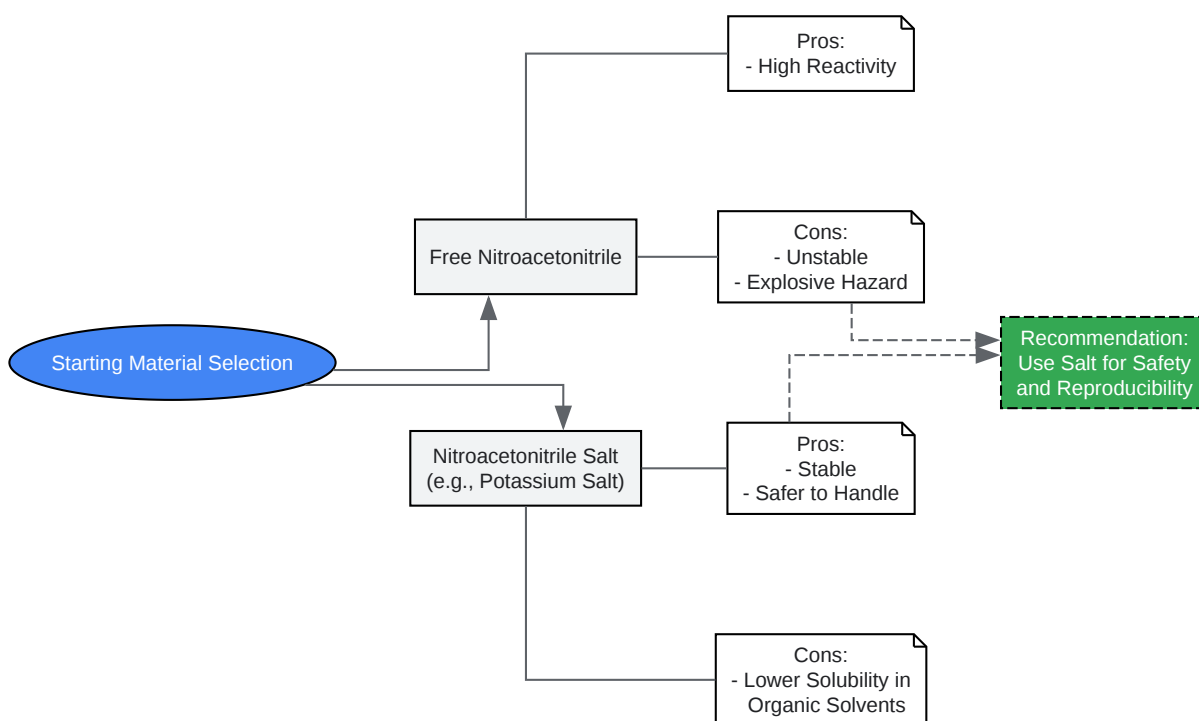 Pros:
- High Reactivity
Free Nitroacetonitrile
Cons:
- Unstable
- Explosive Hazard
Starting Material Selection
Recommendation:
Use Salt for Safety
and Reproducibility
Nitroacetonitrile Salt
(e.g., Potassium Salt)
Pros:
- Stable
- Safer to Handle
Cons:
- Lower Solubility in
Organic Solvents